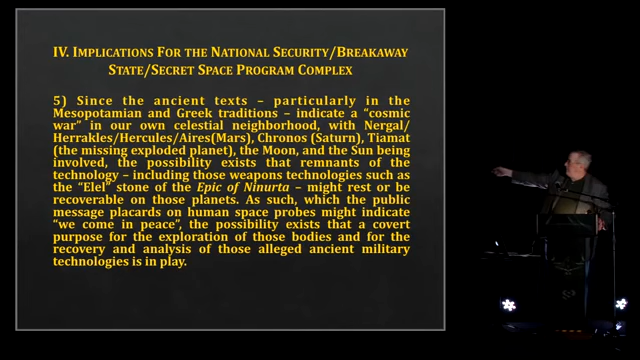 IV. IMPLICATIONS FOR THE NATIONAL SECURITY/BREAKAWAY
STATE/SECRET SPACE PROGRAM COMPLEX
5) Since the ancient texts – particularly in the
Mesopotamian and Greek traditions – indicate a “cosmic
war” in our own celestial neighborhood, with Nergal/
Herrakles/Hercules/Aires(Mars), Chronos (Saturn), Tiamat
(the missing exploded planet), the Moon, and the Sun being
involved, the possibility exists that remnants of the
technology – including those weapons technologies such as
the “Elel” stone of the Epic of Ninurta – might rest or be
recoverable on those planets. As such, which the public
message placards on human space probes might indicate
“we come in peace”, the possibility exists that a covert
purpose for the exploration of those bodies and for the
recovery and analysis of those alleged ancient military
technologies is in play.